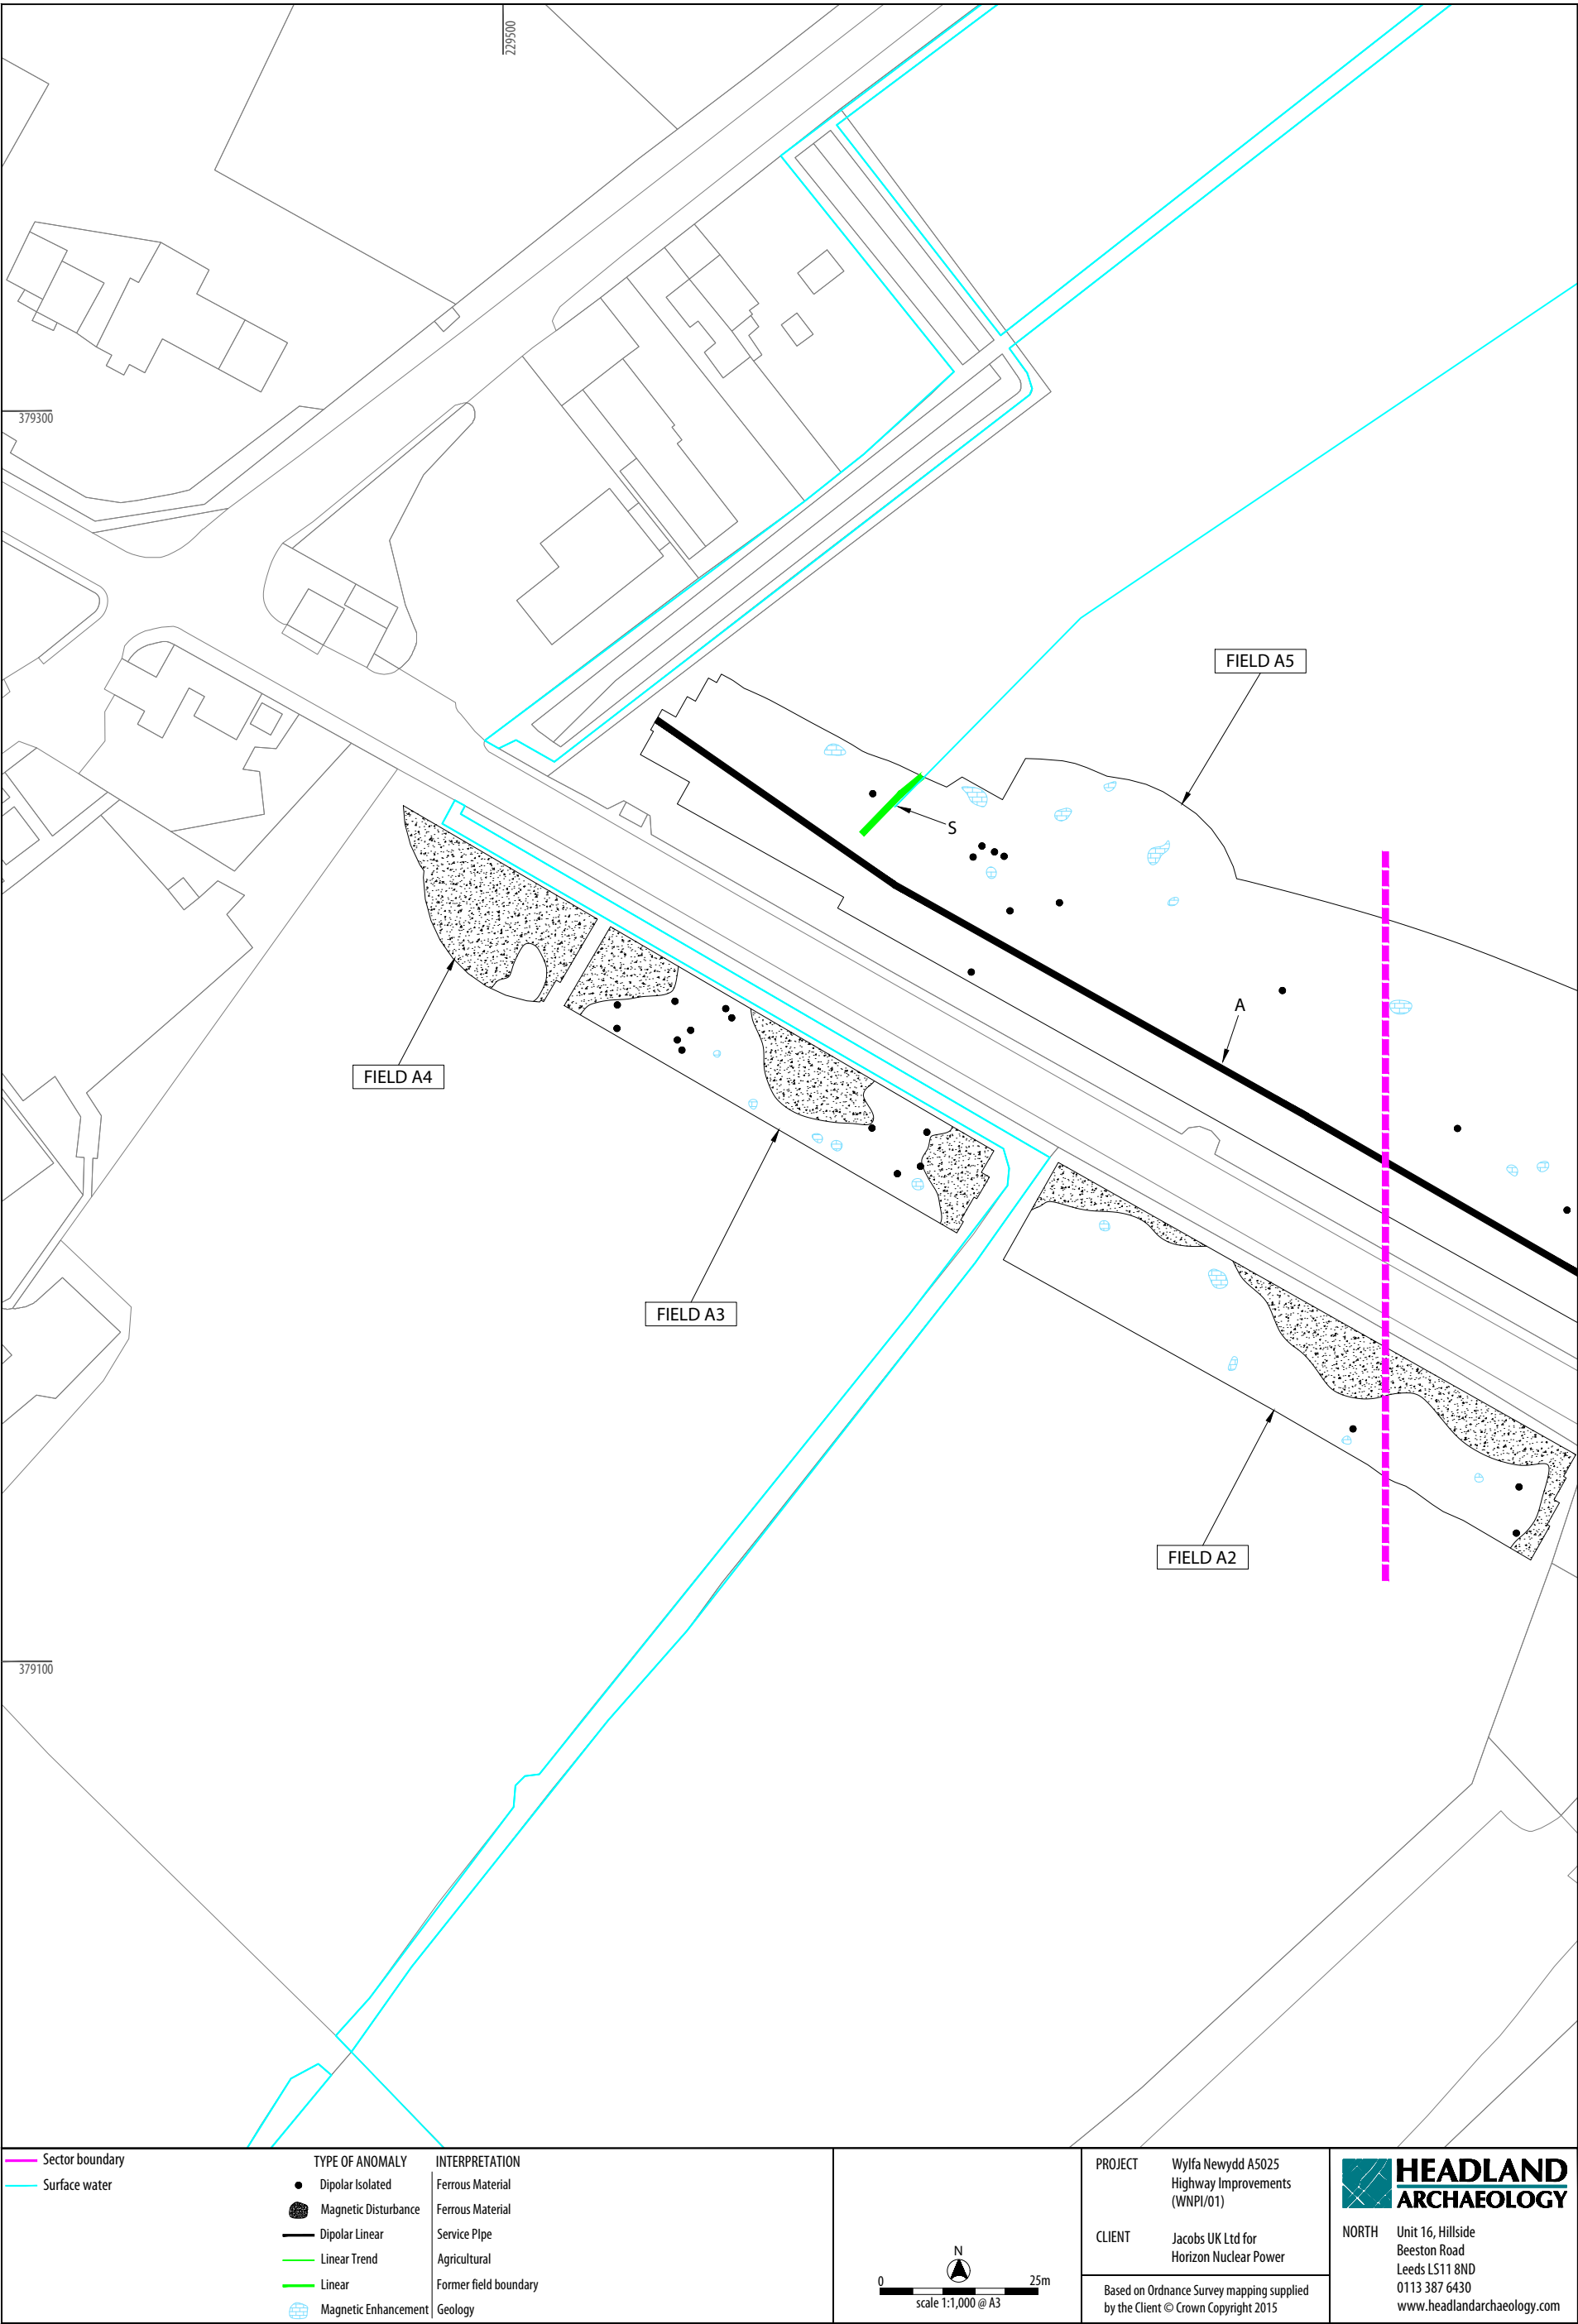 229500
379300
FIELD A5
S
A
FIELD A4
FIELD A3
FIELD A2
379100
Sector boundary
Surface water
TYPE OF ANOMALY INTERPRETATION
Dipolar Isolated Ferrous Material
Magnetic Disturbance Ferrous Material
Dipolar Linear Service PIpe
Linear Trend Agricultural
Linear Former field boundary
Magnetic Enhancement Geology
N
0 25m
scale 1:1,000 @ A3
PROJECT Wylfa Newydd A5025
Highway Improvements
(WNPI/01)
CLIENT Jacobs UK Ltd for
Horizon Nuclear Power
Based on Ordnance Survey mapping supplied
by the Client © Crown Copyright 2015
HEADLAND
ARCHAEOLOGY
NORTH Unit 16, Hillside
Beeston Road
Leeds LS11 8ND
0113 387 6430
www.headlandarchaeology.com